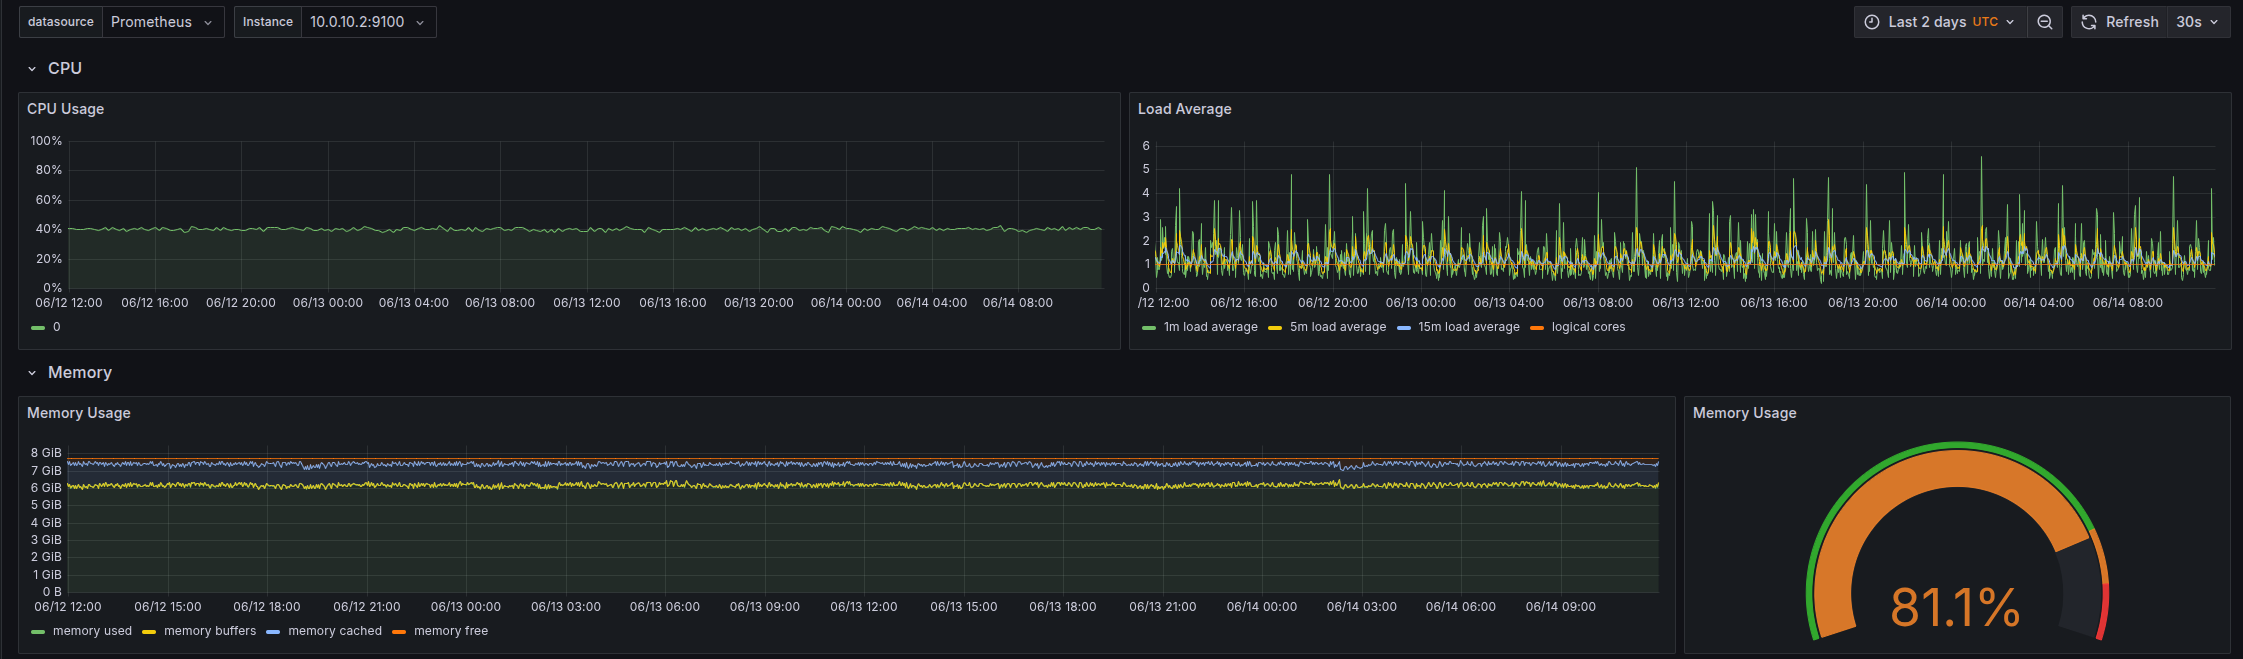 datasource Prometheus Instance 10.0.10.2:9100 Last 2 days UTC Refresh 30s
CPU
CPU Usage
100%
80%
60%
40%
20%
0%
06/12 12:00 06/12 16:00 06/12 20:00 06/13 00:00 06/13 04:00 06/13 08:00 06/13 12:00 06/13 16:00 06/13 20:00 06/14 00:00 06/14 04:00 06/14 08:00
0
Load Average
6
5
4
3
2
1
0
/12 12:00 06/12 16:00 06/12 20:00 06/13 00:00 06/13 04:00 06/13 08:00 06/13 12:00 06/13 16:00 06/13 20:00 06/14 00:00 06/14 04:00 06/14 08:00
1m load average 5m load average 15m load average logical cores
Memory
Memory Usage
8 GiB
7 GiB
6 GiB
5 GiB
4 GiB
3 GiB
2 GiB
1 GiB
0 B
06/12 12:00 06/12 15:00 06/12 18:00 06/12 21:00 06/13 00:00 06/13 03:00 06/13 06:00 06/13 09:00 06/13 12:00 06/13 15:00 06/13 18:00 06/13 21:00 06/14 00:00 06/14 03:00 06/14 06:00 06/14 09:00
memory used memory buffers memory cached memory free
Memory Usage
81.1%